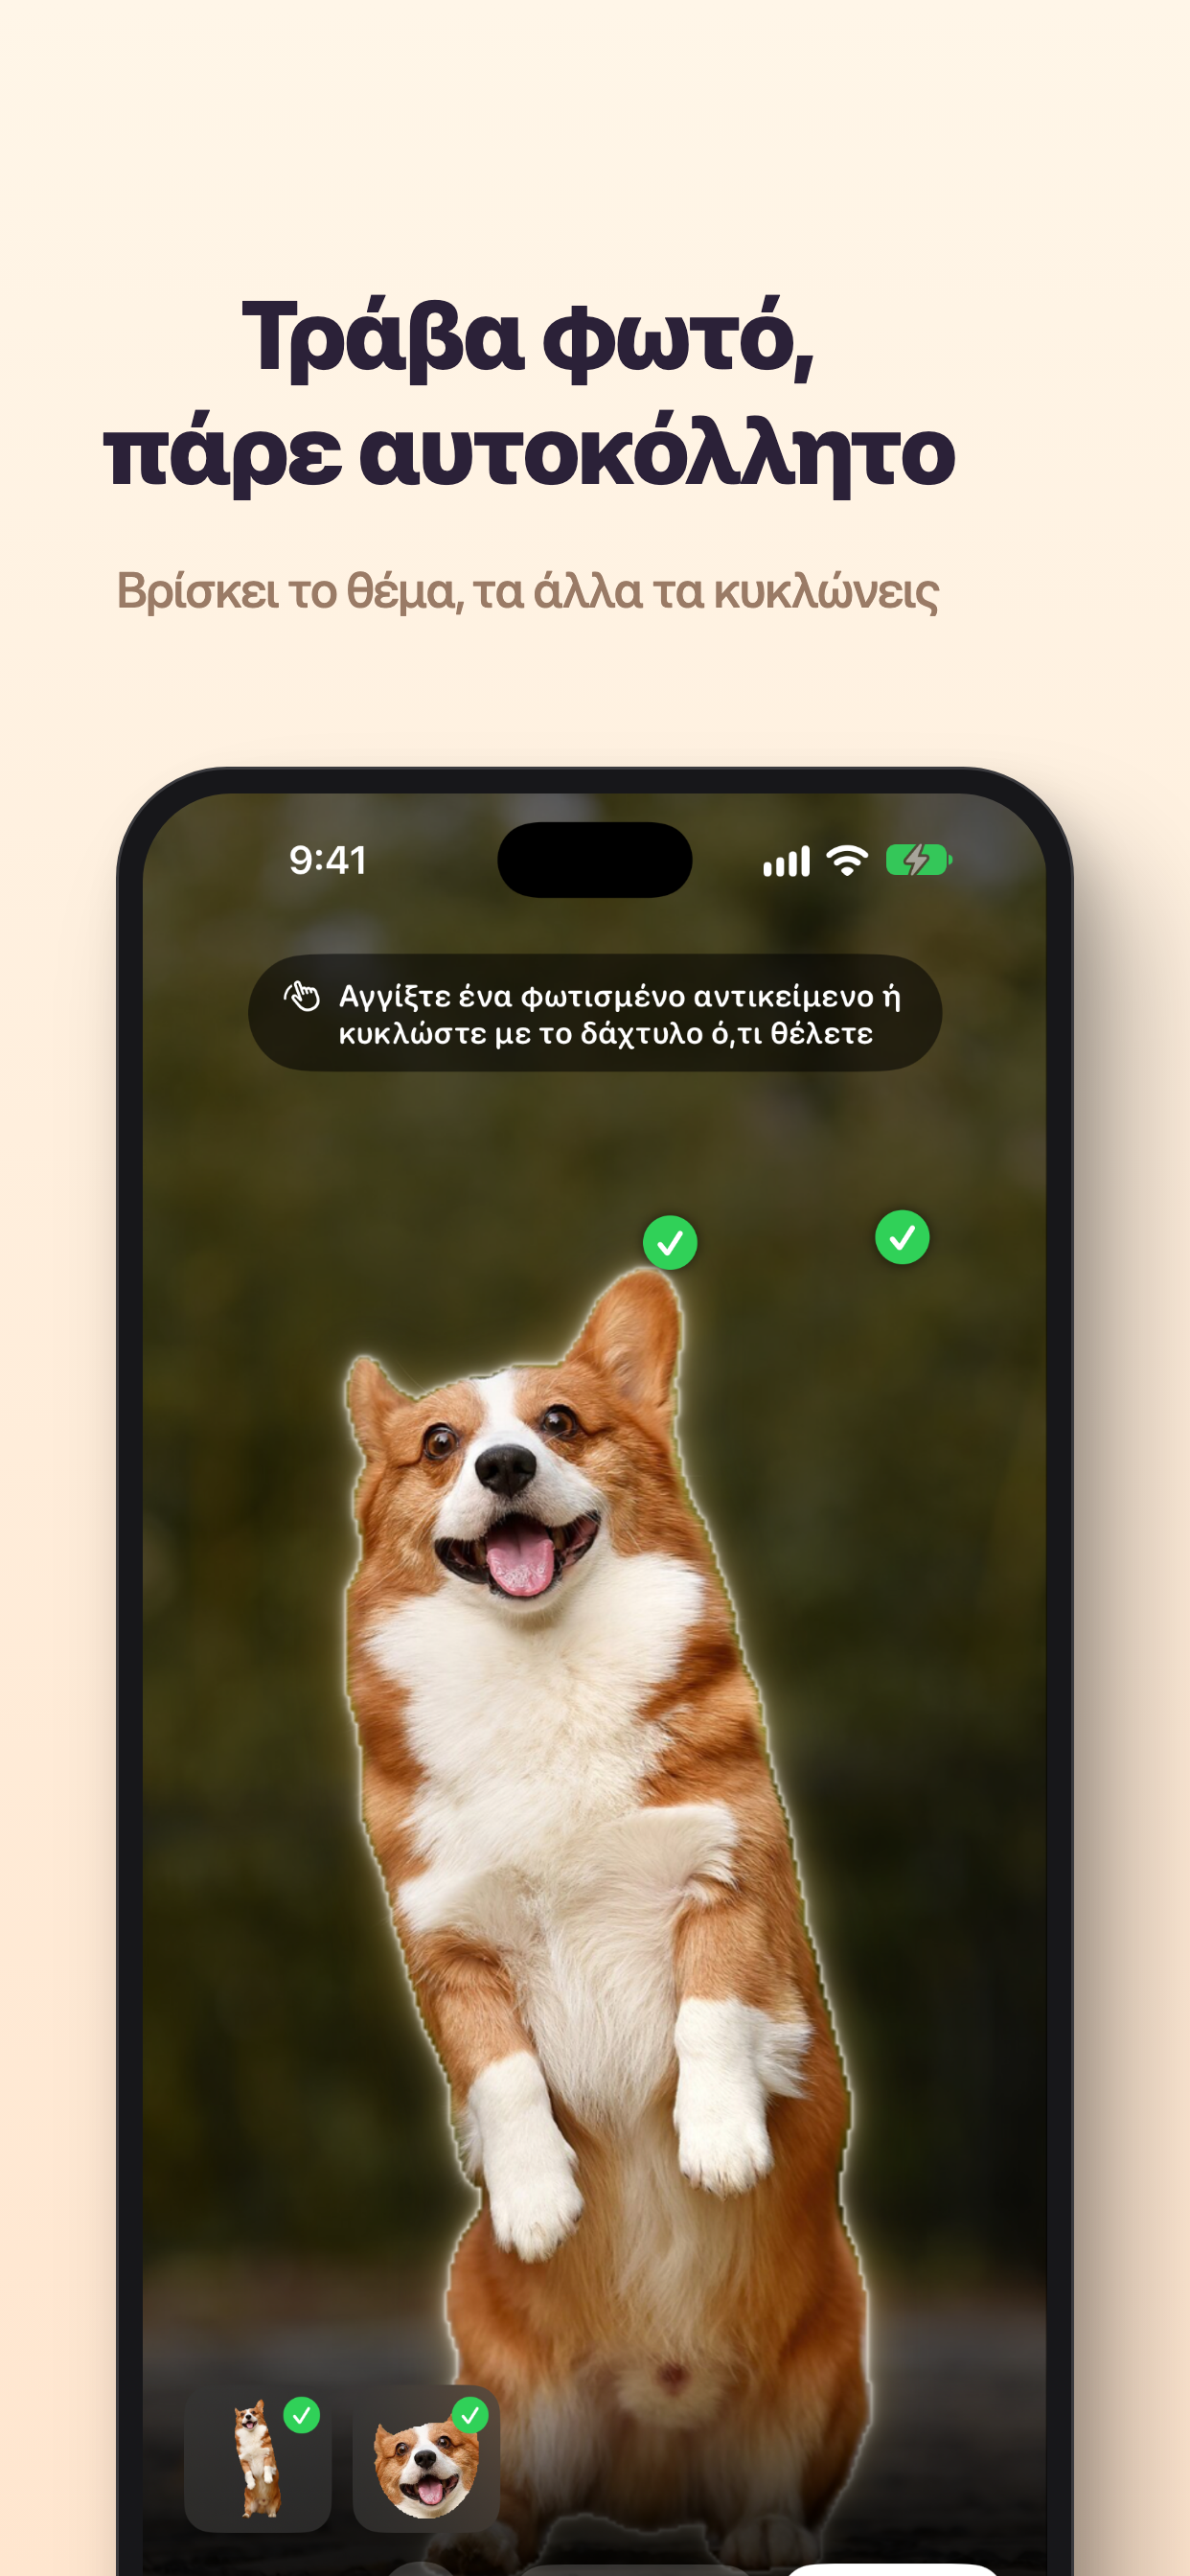 Τράβα φωτό,
πάρε αυτοκόλλητο
Βρίσκει το θέμα, τα άλλα τα κυκλώνεις
9:41
Αγγίξτε ένα φωτισμένο αντικείμενο ή
κυκλώστε με το δάχτυλο ό,τι θέλετε